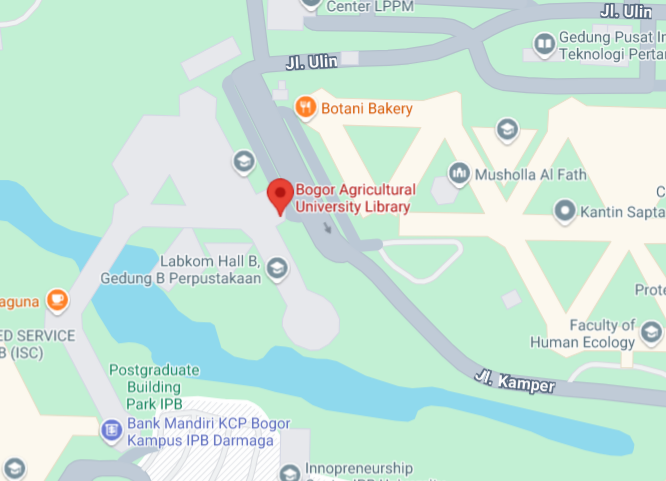 Center LPPM
Jl. Ulin
Gedung Pusat In
Teknologi Pertan
Jl. Ulin
Botani Bakery
Musholla Al Fath
Bogor Agricultural
University Library
Kantin Sapta
Labkom Hall B,
Gedung B Perpustakaan
aguna
Prote
ED SERVICE
B (ISC)
Faculty of
Human Ecology
Postgraduate
Building
Park IPB
Jl. Kamper
Bank Mandiri KCP Bogor
Kampus IPB Darmaga
Innopreneurship